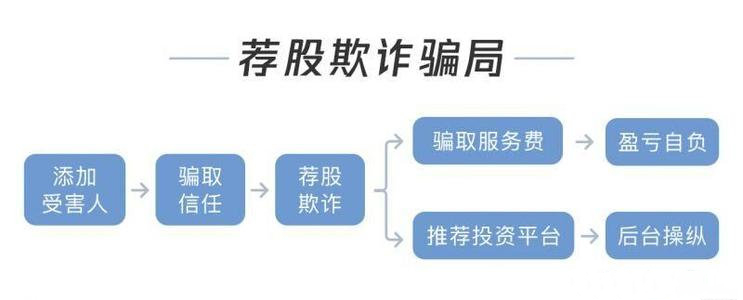 荐股欺诈骗局
添加
受害人
骗取
信任
荐股
欺诈
骗取服务费
盈亏自负
推荐投资平台
后台操纵